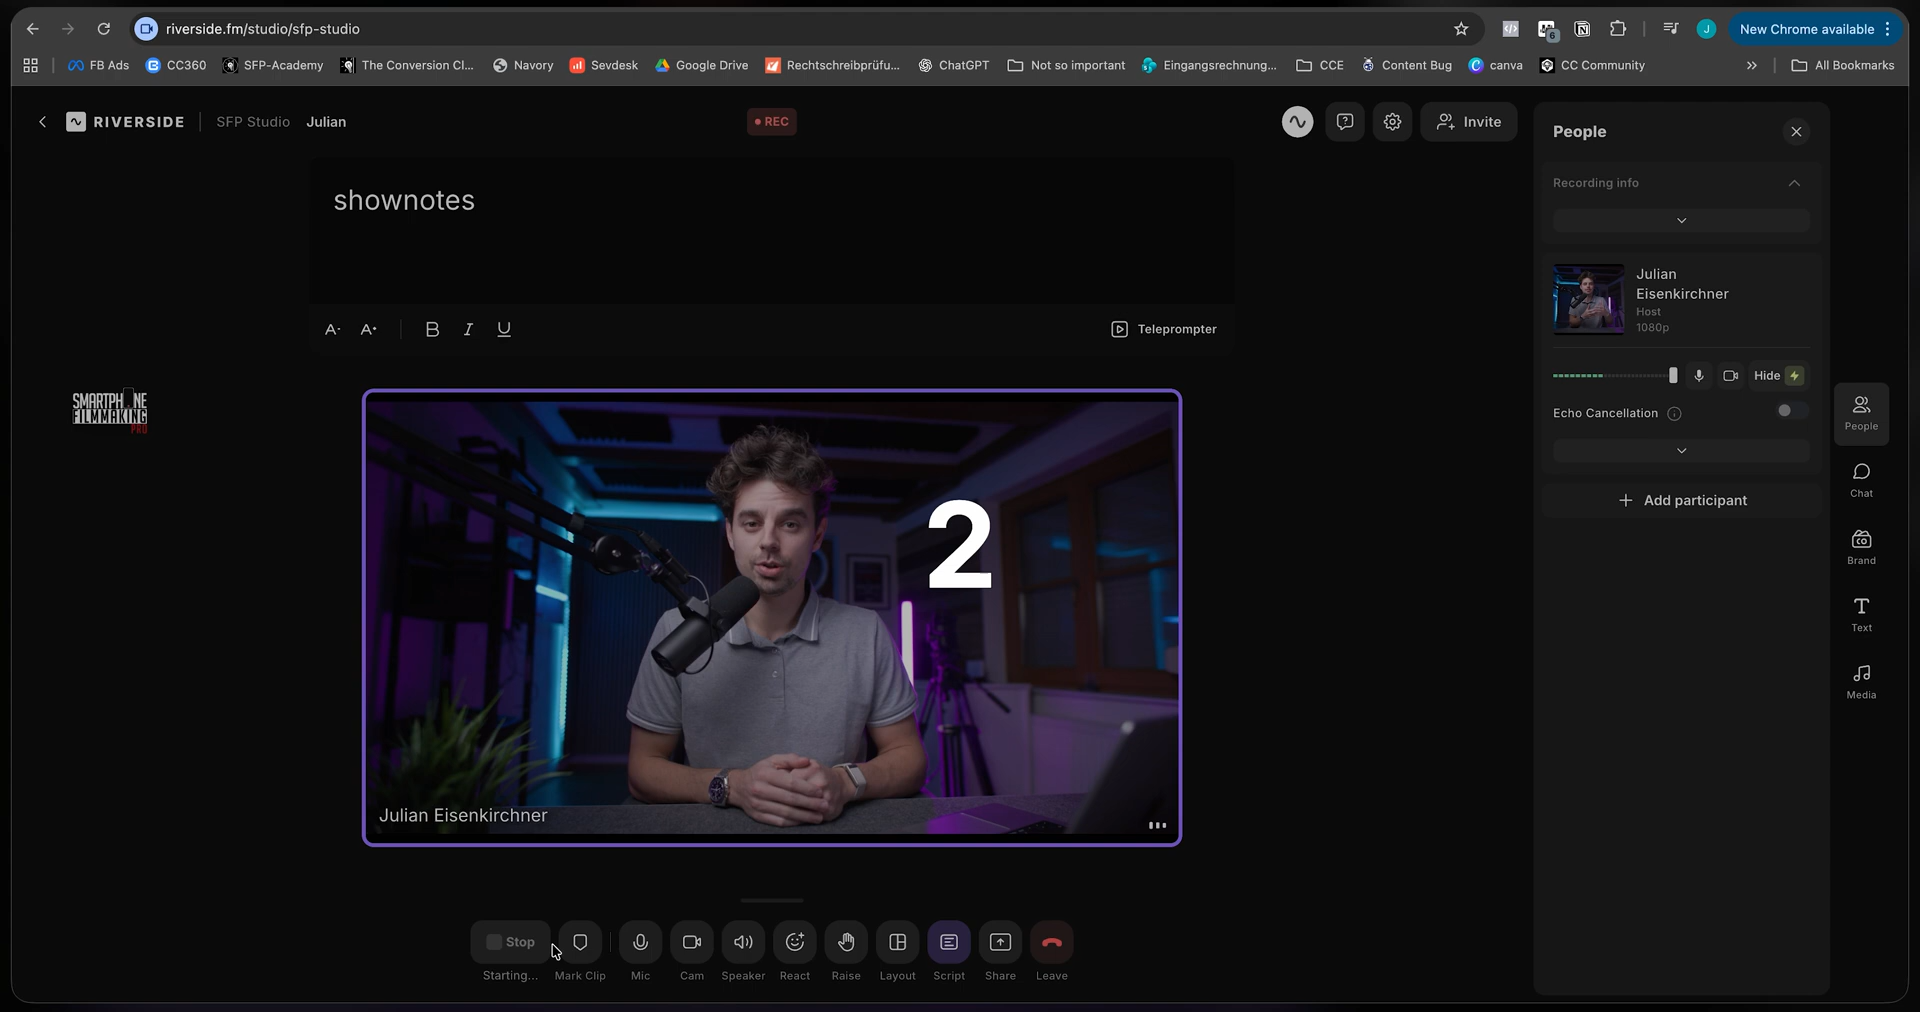 riverside.fm/studio/sfp-studio
6
J
New Chrome available
FB Ads
CC360
SFP-Academy
The Conversion Cl...
Navory
Sevdesk
Google Drive
Rechtschreibprüfu...
ChatGPT
Not so important
Eingangsrechnung...
CCE
Content Bug
canva
CC Community
All Bookmarks
RIVERSIDE
SFP Studio
Julian
REC
Invite
People
shownotes
Recording info
Julian
Eisenkirchner
Host
1080p
A-
A+
B
I
U
Teleprompter
Hide
Echo Cancellation
SMARTPHONE
FILMMAKING
PRO
People
Chat
Add participant
2
Brand
Text
Media
Julian Eisenkirchner
Stop
Starting...
Mark Clip
Mic
Cam
Speaker
React
Raise
Layout
Script
Share
Leave